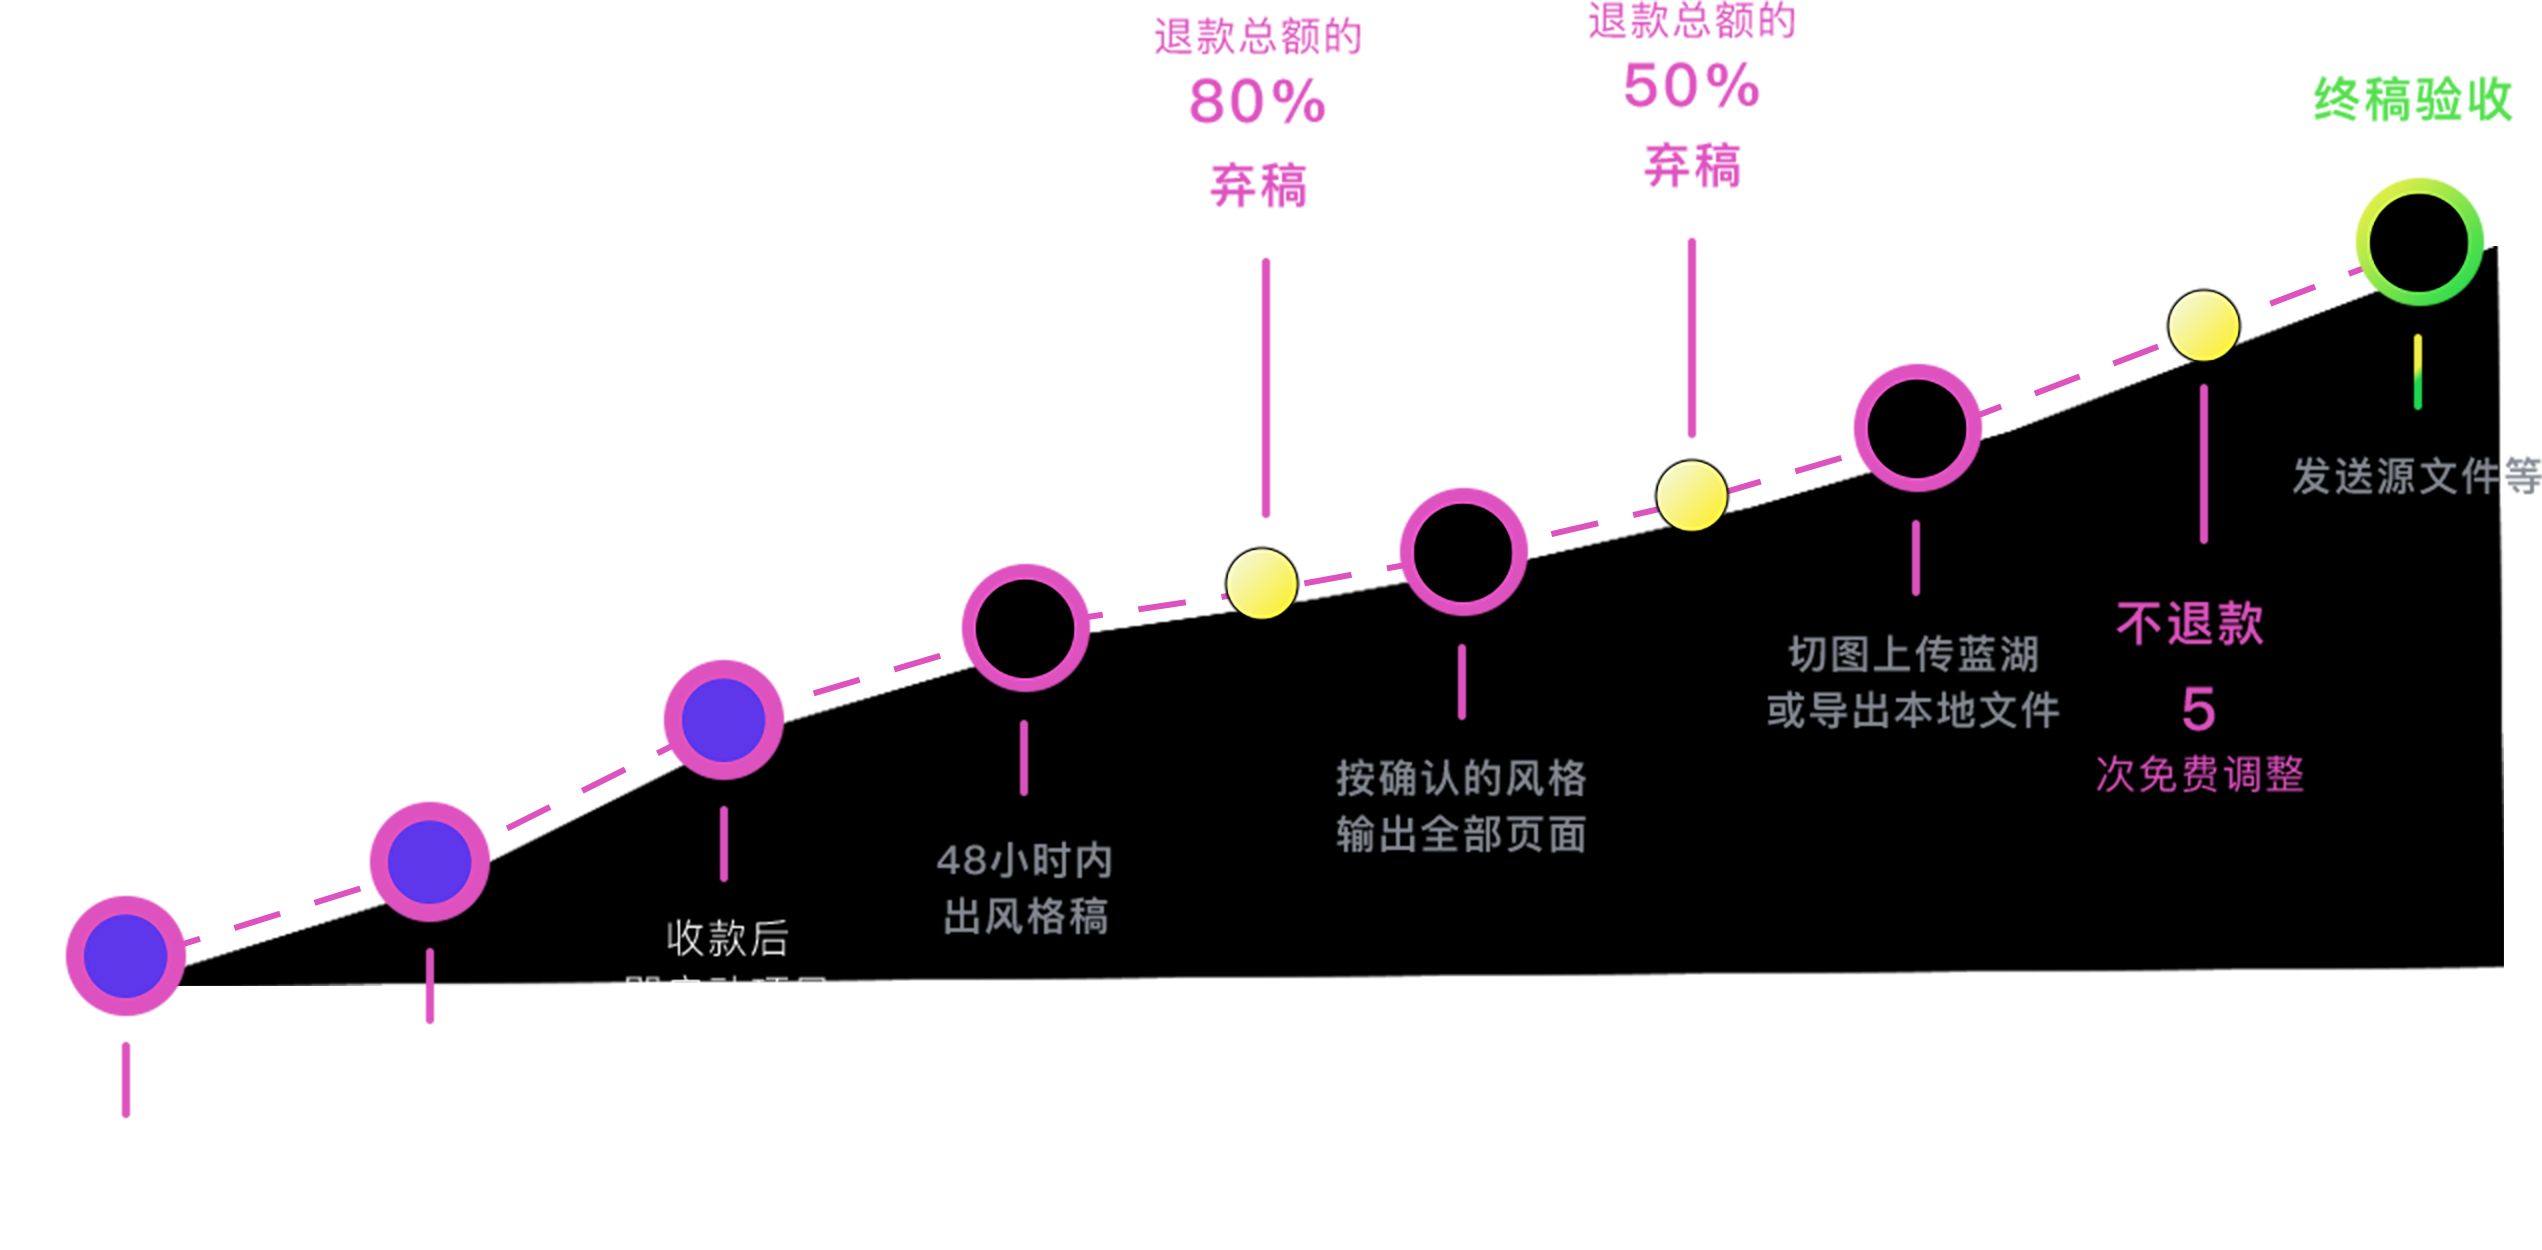 退款总额的
80%
弃稿
退款总额的
50%
弃稿
终稿验收
收款后
48小时内
出风格稿
按确认的风格
输出全部页面
切图上传蓝湖
或导出本地文件
不退款
5
次免费调整
发送源文件等